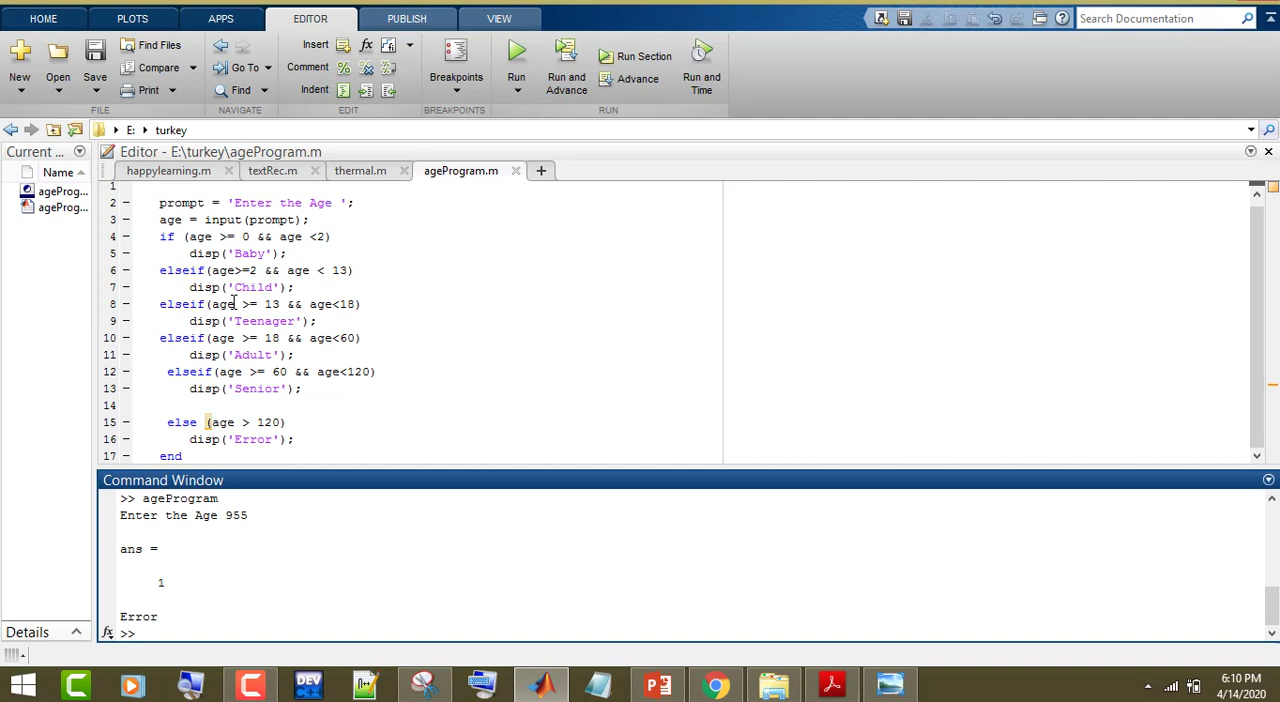 HOME PLOTS APPS EDITOR PUBLISH VIEW Search Documentation
New Open Save Find Files Compare Print
Go To Find
Insert fx Comment Indent
Breakpoints
Run Run and Advance Run Section Advance Run and Time
FILE NAVIGATE EDIT BREAKPOINTS RUN
E: turkey
Current ... Editor - E:\turkey\ageProgram.m
Name happylearning.m textRec.m thermal.m ageProgram.m
ageProg...
ageProg...
1
2 prompt = 'Enter the Age ';
3 age = input(prompt);
4 if (age >= 0 && age <2)
5 disp('Baby');
6 elseif(age>=2 && age < 13)
7 disp('Child');
8 elseif(age >= 13 && age<18)
9 disp('Teenager');
10 elseif(age >= 18 && age<60)
11 disp('Adult');
12 elseif(age >= 60 && age<120)
13 disp('Senior');
14
15 else (age > 120)
16 disp('Error');
17 end
Command Window
>> ageProgram
Enter the Age 955
ans =
1
Error
fx >>
Details
DEV C++
6:10 PM
4/14/2020